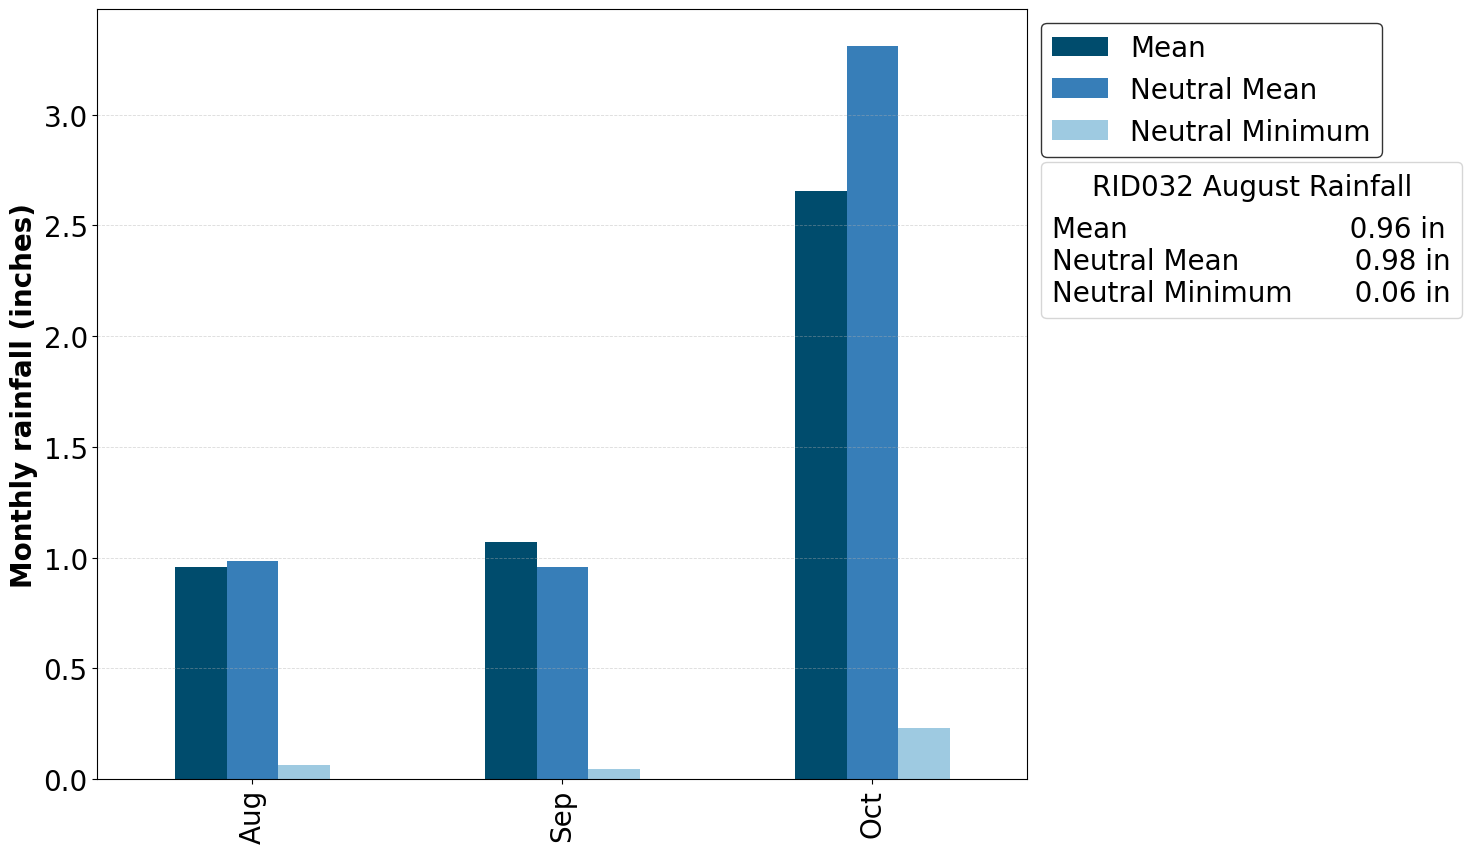 Monthly rainfall (inches)
3.0
2.5
2.0
1.5
1.0
0.5
0.0
Aug
Sep
Oct
Mean
Neutral Mean
Neutral Minimum
RID032 August Rainfall
Mean 0.96 in
Neutral Mean 0.98 in
Neutral Minimum 0.06 in